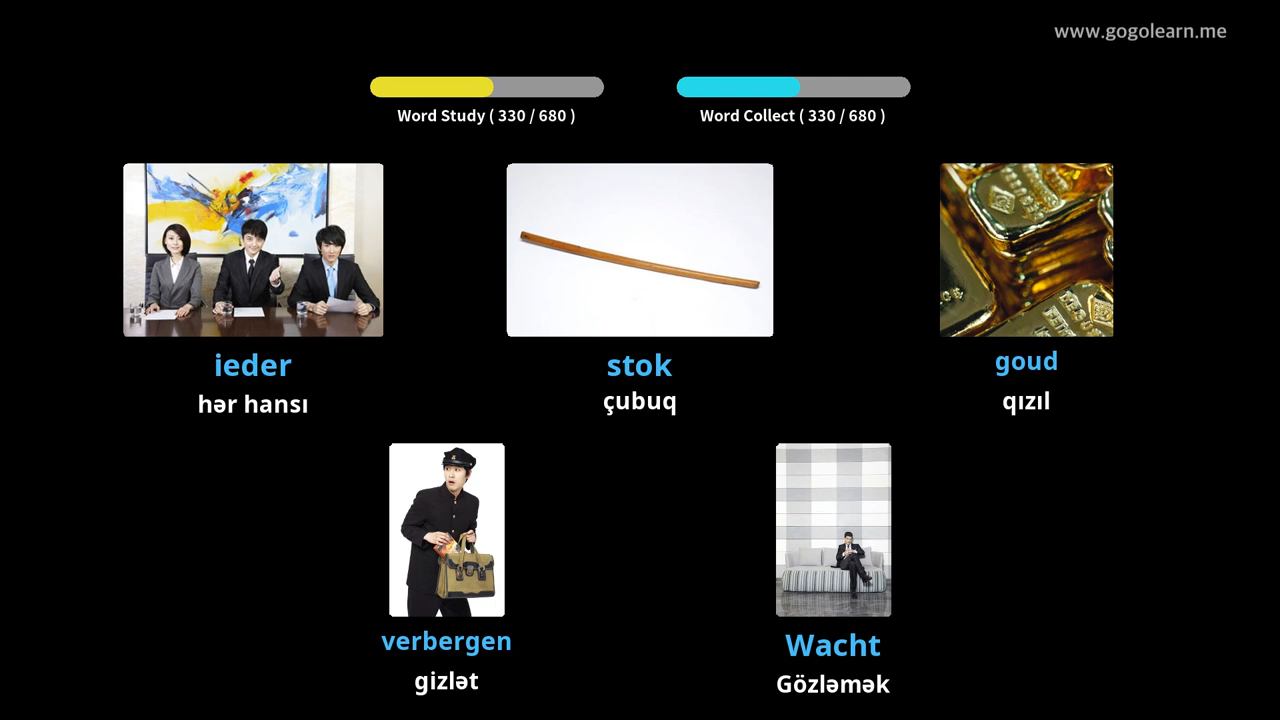 www.gogolearn.me
Word Study ( 330 / 680 )
Word Collect ( 330 / 680 )
ieder
hər hansı
stok
çubuq
goud
qızıl
verbergen
gizlət
Wacht
Gözləmək